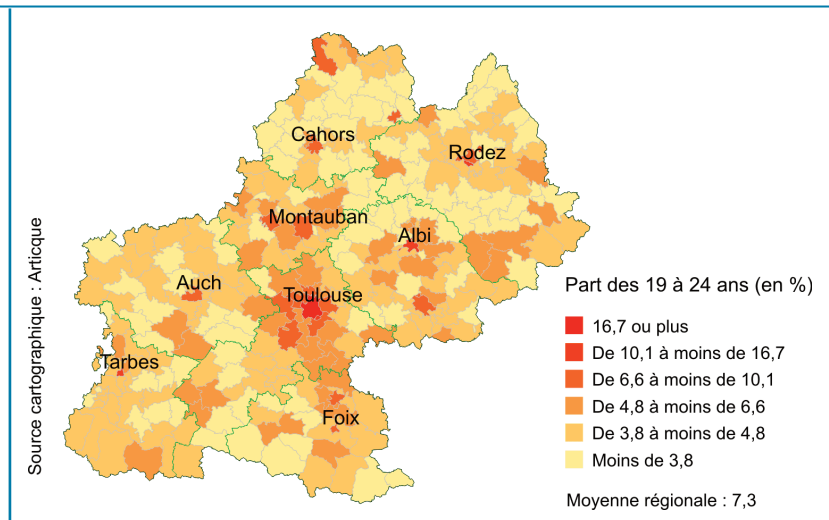 Cahors
Rodez
Montauban
Albi
Auch
Toulouse
Tarbes
Foix
Source cartographique : Articque
Part des 19 à 24 ans (en %)
16,7 ou plus
De 10,1 à moins de 16,7
De 6,6 à moins de 10,1
De 4,8 à moins de 6,6
De 3,8 à moins de 4,8
Moins de 3,8
Moyenne régionale : 7,3